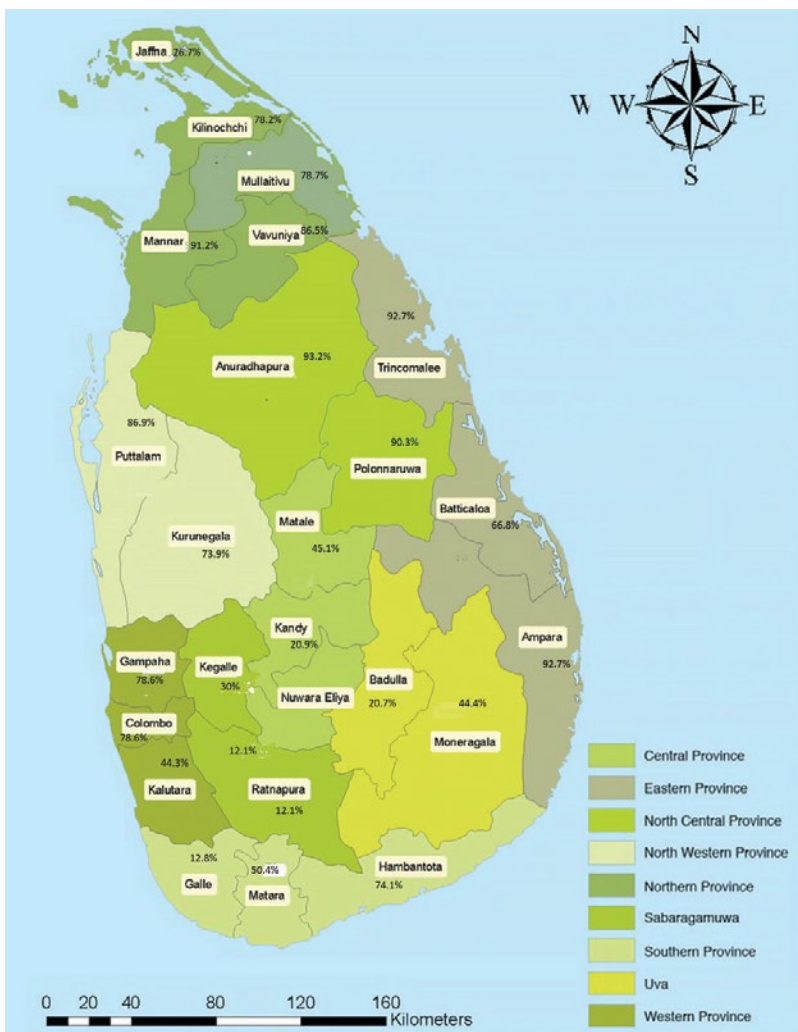 N
W W E
S
Jaffna 26.7%
Kilinochchi 78.2%
Mullaitivu 78.7%
Mannar 91.2%
Vavuniya 86.5%
92.7%
Trincomalee
Anuradhapura 93.2%
86.9%
Puttalam
90.3%
Polonnaruwa
Batticaloa
66.8%
Matale
45.1%
Kurunegala
73.9%
Kandy
20.9%
Ampara
92.7%
Gampaha
78.6%
Kegalle
30%
Nuwara Eliya
Badulla
20.7%
44.4%
Moneragala
Colombo
78.6%
44.3%
Kalutara
12.1%
Ratnapura
12.1%
12.8%
Galle
50.4%
Matara
Hambantota
74.1%
Central Province
Eastern Province
North Central Province
North Western Province
Northern Province
Sabaragamuwa
Southern Province
Uva
Western Province
0 20 40 80 120 160
Kilometers